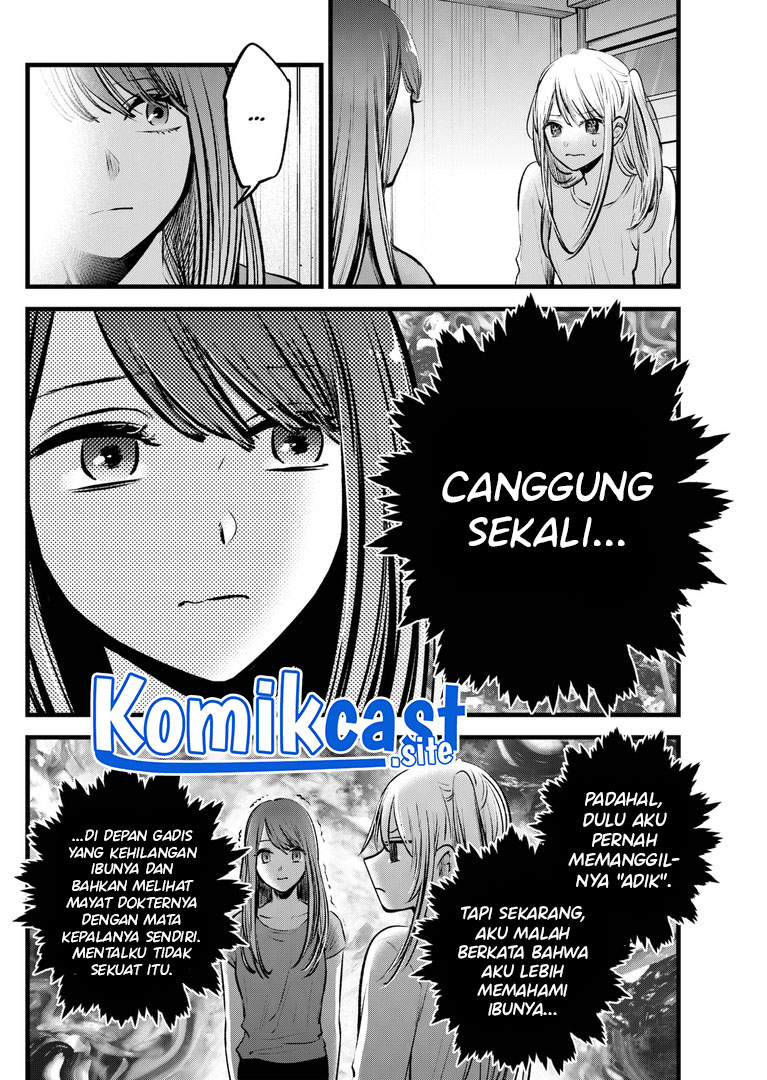 ...
CANGGUNG
SEKALI...
Komikcast
.site
PADAHAL,
DULU AKU
PERNAH
MEMANGGIL-
NYA "ADIK".
TAPI SEKARANG,
AKU MALAH
BERKATA BAHWA
AKU LEBIH
MEMAHAMI
IBUNYA...
...DI DEPAN GADIS
YANG KEHILANGAN
IBUNYA DAN
BAHKAN MELIHAT
MAYAT DOKTERNYA
DENGAN MATA
KEPALANYA SENDIRI.
MENTALKU TIDAK
SEKUAT ITU.